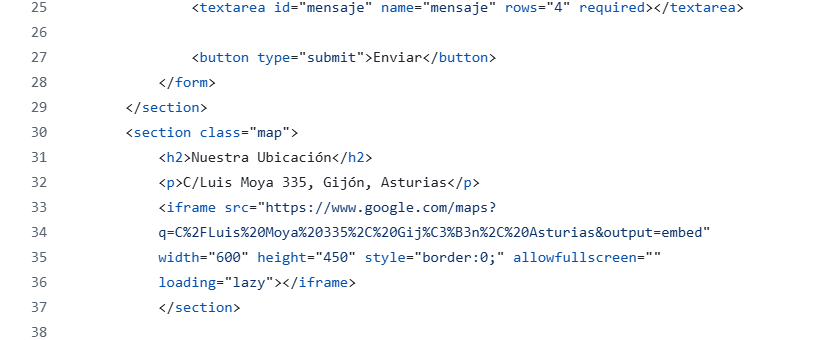 25 <textarea id="mensaje" name="mensaje" rows="4" required></textarea>
26
27 <button type="submit">Enviar</button>
28 </form>
29 </section>
30 <section class="map">
31 <h2>Nuestra Ubicación</h2>
32 <p>C/Luis Moya 335, Gijón, Asturias</p>
33 <iframe src="https://www.google.com/maps?
34 q=C%2FLuis%20Moya%20335%2C%20Gij%C3%B3n%2C%20Asturias&output=embed"
35 width="600" height="450" style="border:0;" allowfullscreen=""
36 loading="lazy"></iframe>
37 </section>
38